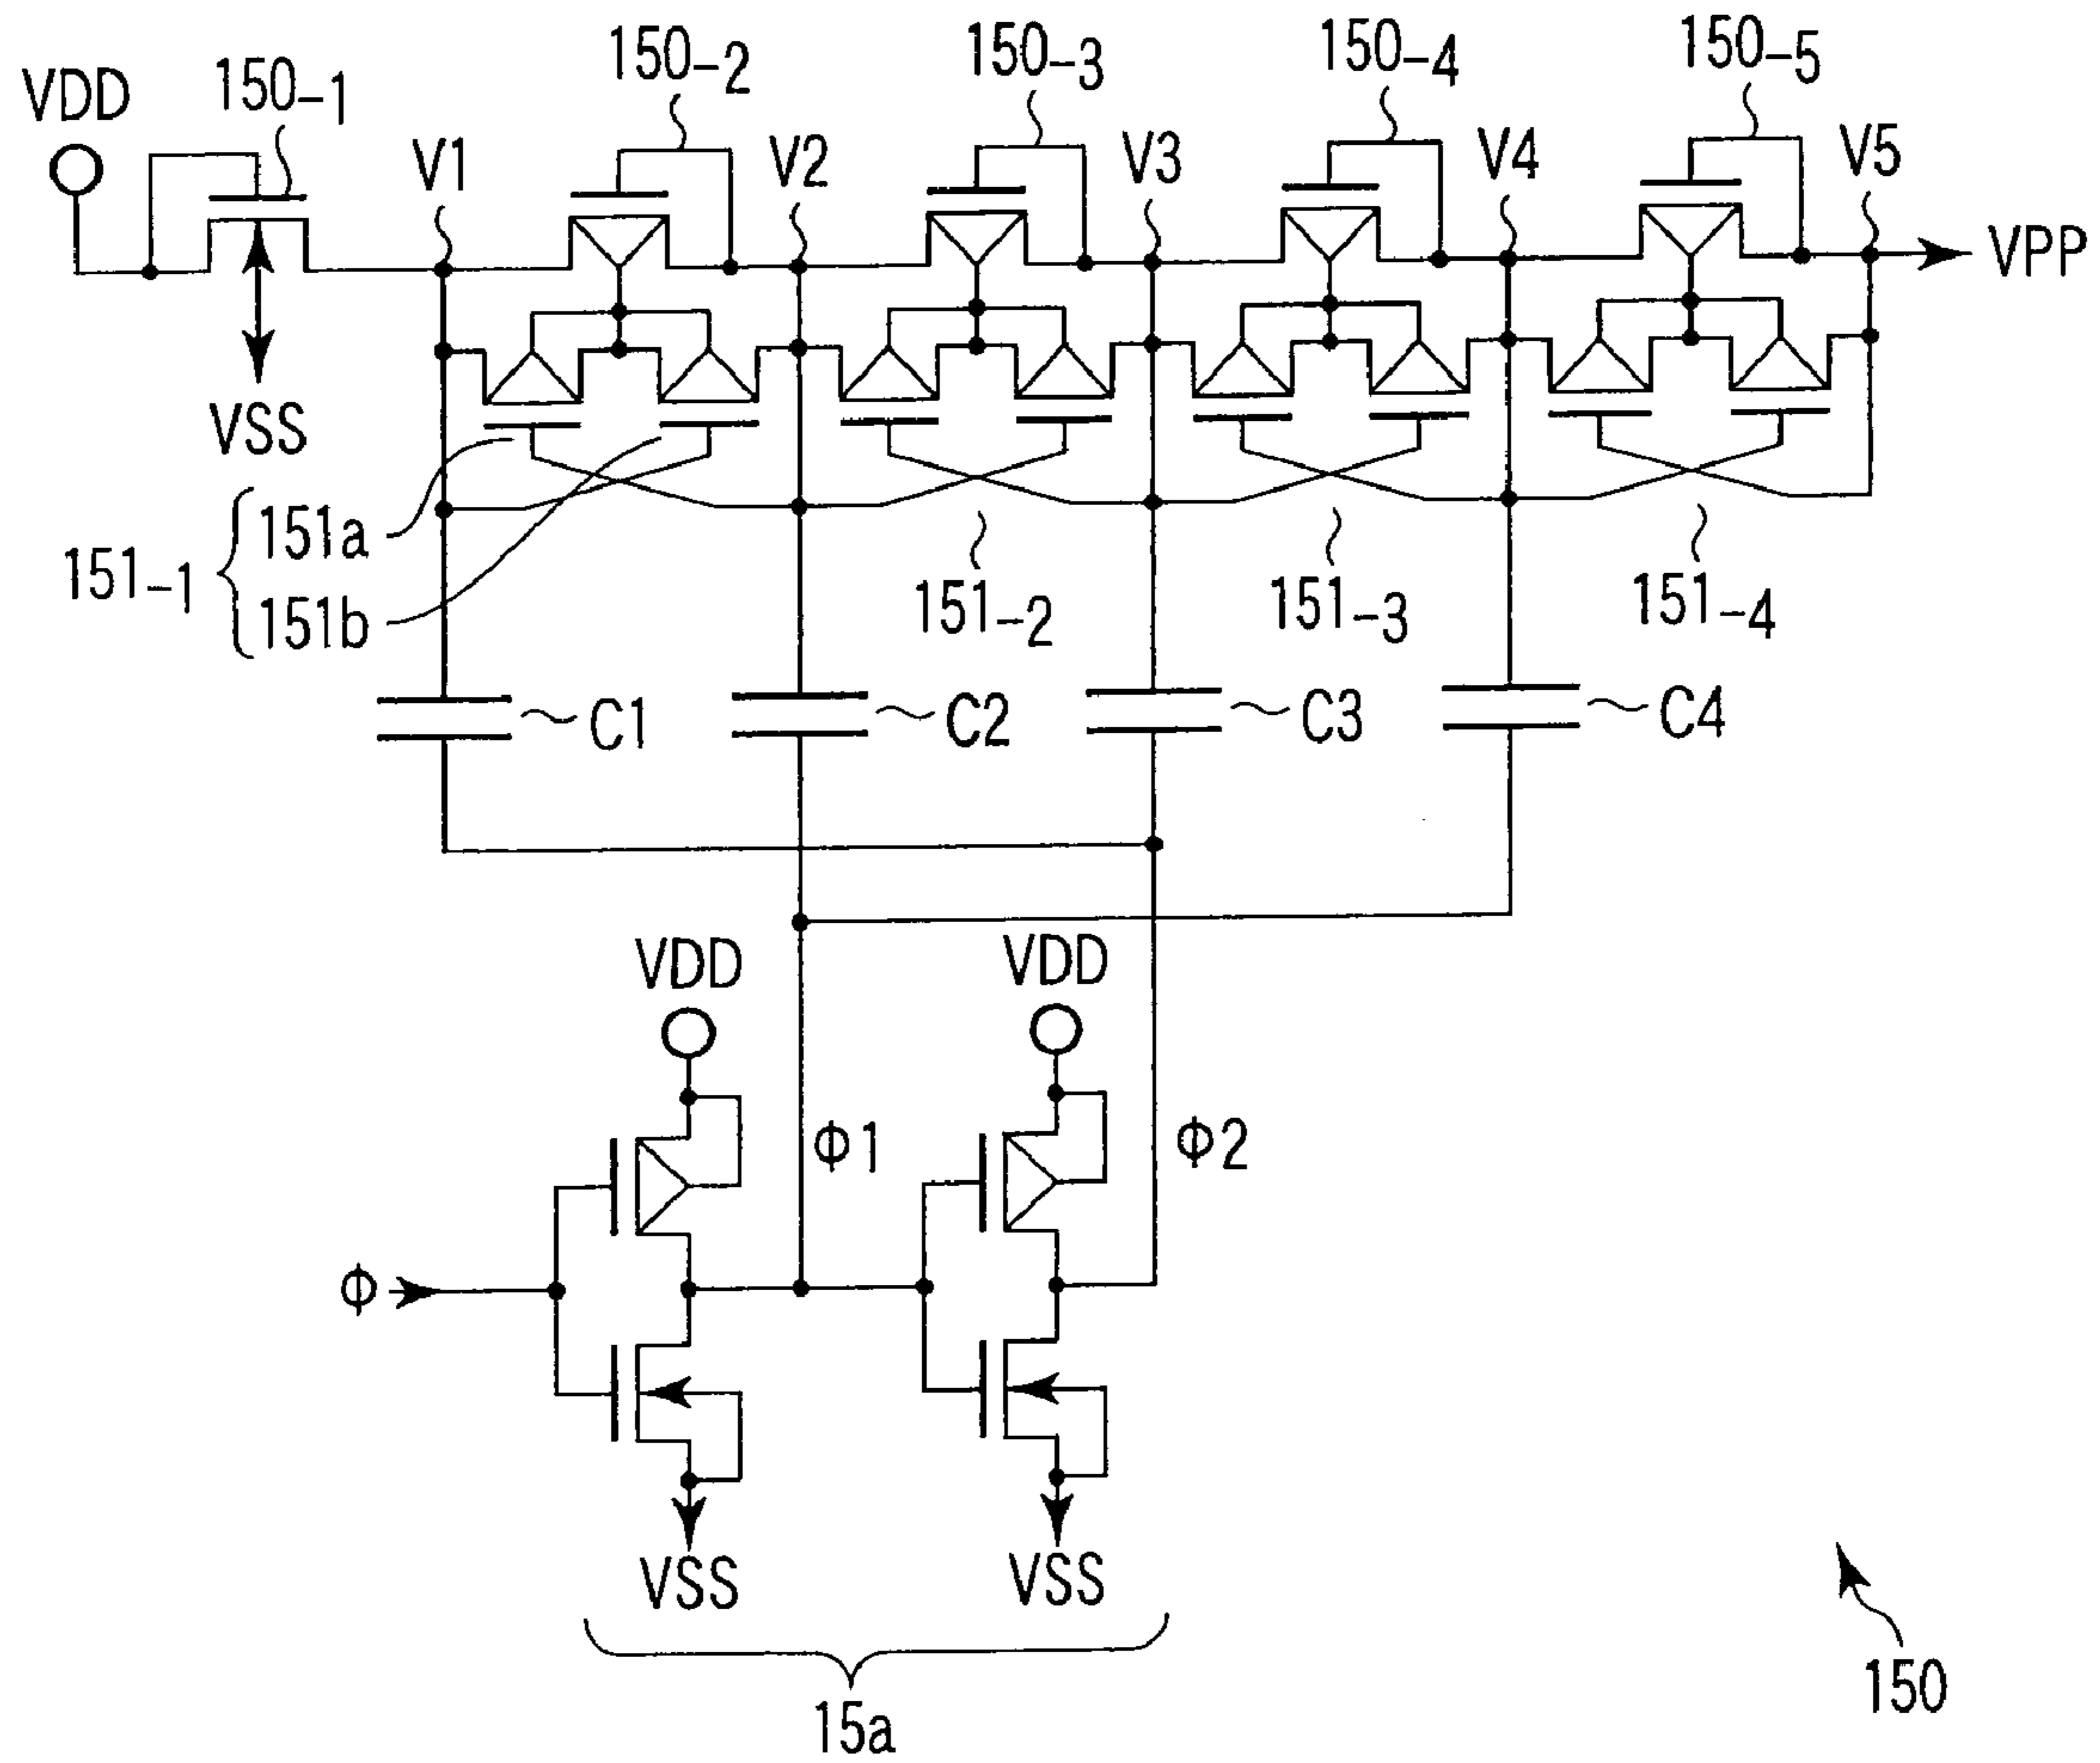 VDD
150-1
150-2
150-3
150-4
150-5
V1
V2
V3
V4
V5
VPP
VSS
151-1
151a
151b
151-2
151-3
151-4
C1
C2
C3
C4
VDD
VDD
Φ1
Φ2
Φ
VSS
VSS
15a
150